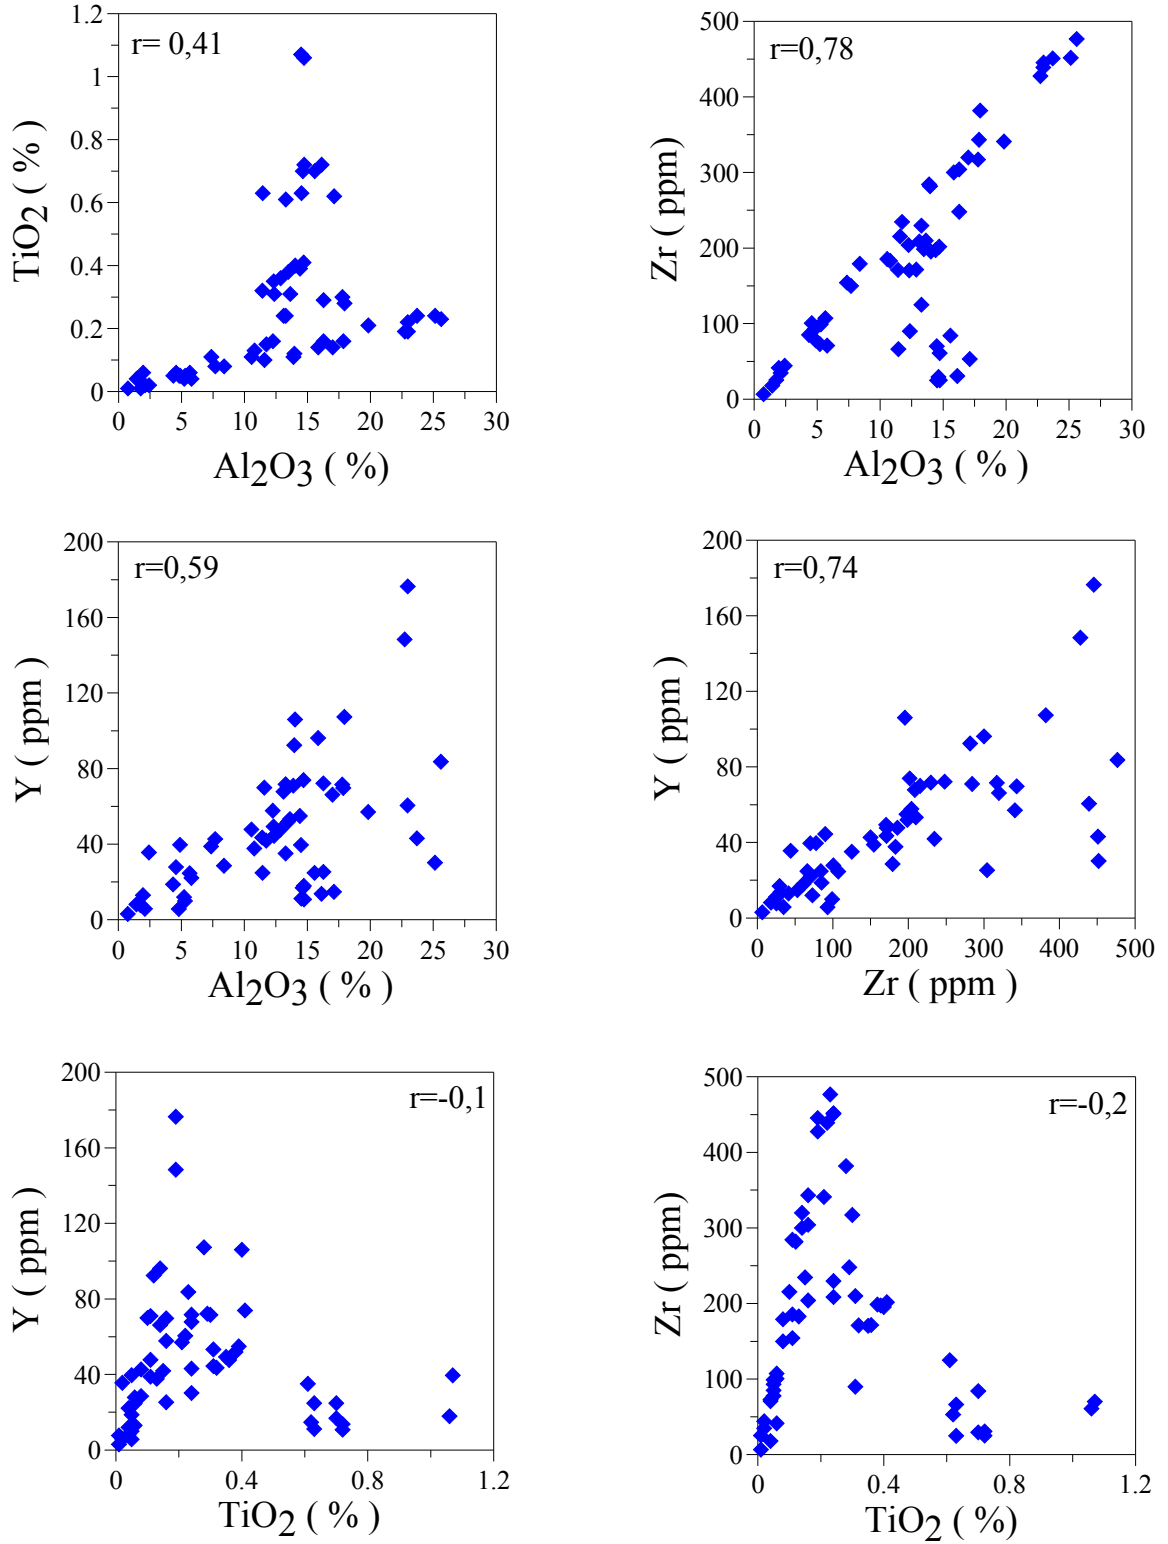 1.2
1
0.8
0.6
0.4
0.2
0
r= 0,41
TiO2 ( % )
0 5 10 15 20 25 30
Al2O3 ( %)
500
400
300
200
100
0
r=0,78
Zr ( ppm )
0 5 10 15 20 25 30
Al2O3 ( % )
200
160
120
80
40
0
r=0,59
Y ( ppm )
0 5 10 15 20 25 30
Al2O3 ( % )
200
160
120
80
40
0
r=0,74
Y ( ppm )
0 100 200 300 400 500
Zr ( ppm )
200
160
120
80
40
0
r=-0,1
Y ( ppm )
0 0.4 0.8 1.2
TiO2 ( % )
500
400
300
200
100
0
r=-0,2
Zr ( ppm)
0 0.4 0.8 1.2
TiO2 ( %)